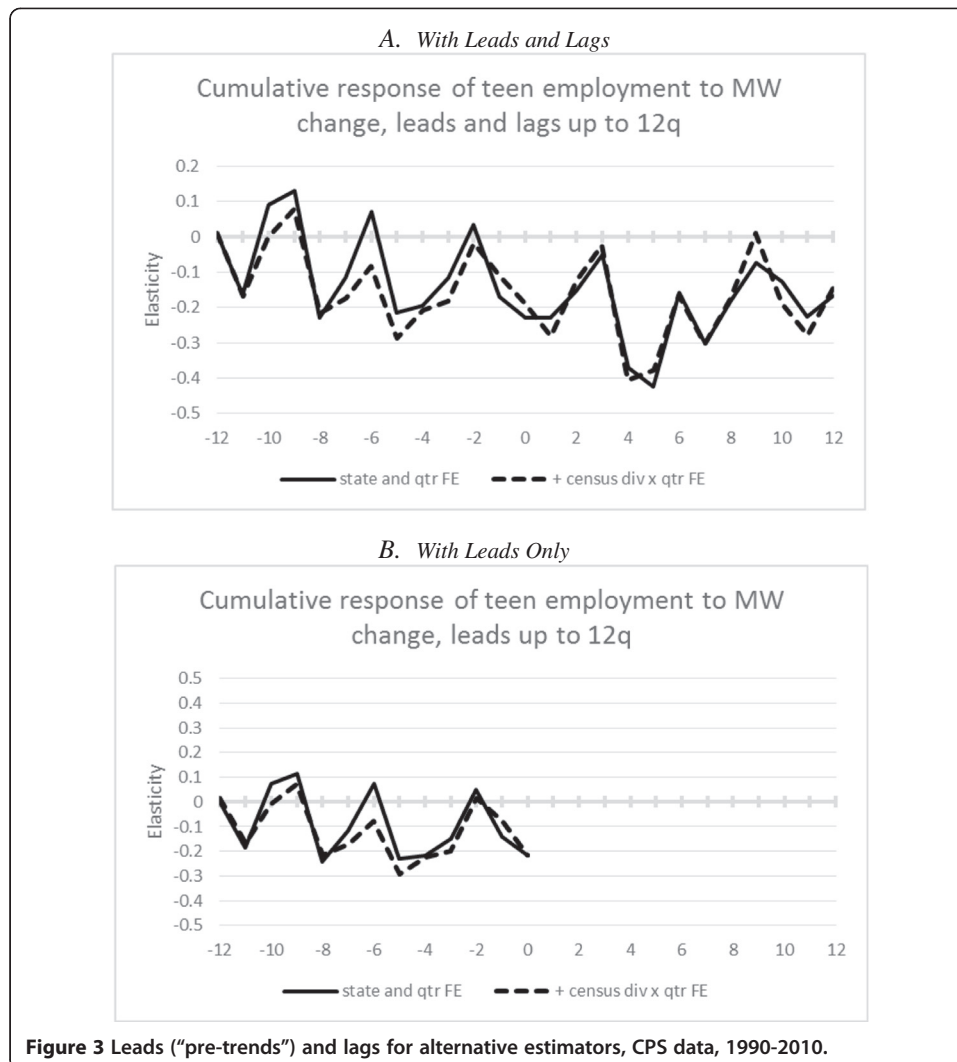 A. With Leads and Lags
Cumulative response of teen employment to MW
change, leads and lags up to 12q
Elasticity
0.2
0.1
0
-0.1
-0.2
-0.3
-0.4
-0.5
-12 -10 -8 -6 -4 -2 0 2 4 6 8 10 12
state and qtr FE + census div x qtr FE
B. With Leads Only
Cumulative response of teen employment to MW
change, leads up to 12q
Elasticity
0.5
0.4
0.3
0.2
0.1
0
-0.1
-0.2
-0.3
-0.4
-0.5
-12 -10 -8 -6 -4 -2 0 2 4 6 8 10 12
state and qtr FE + census div x qtr FE
Figure 3 Leads ("pre-trends") and lags for alternative estimators, CPS data, 1990-2010.